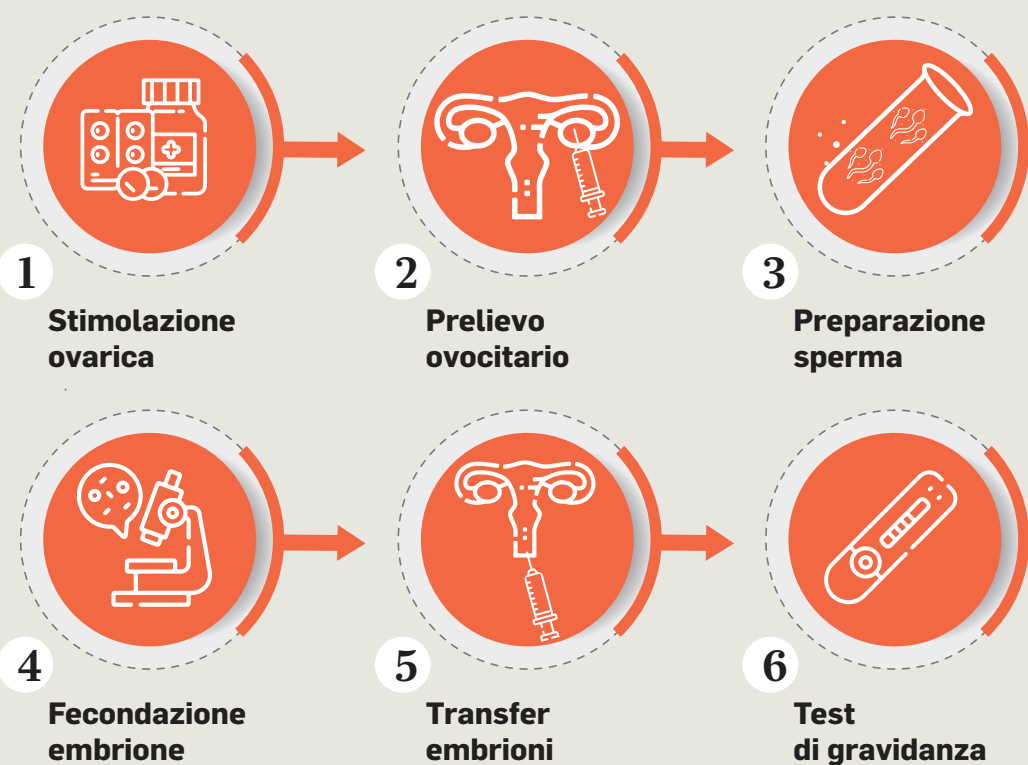 1
Stimolazione
ovarica
2
Prelievo
ovocitario
3
Preparazione
sperma
4
Fecondazione
embrione
5
Transfer
embrioni
6
Test
di gravidanza